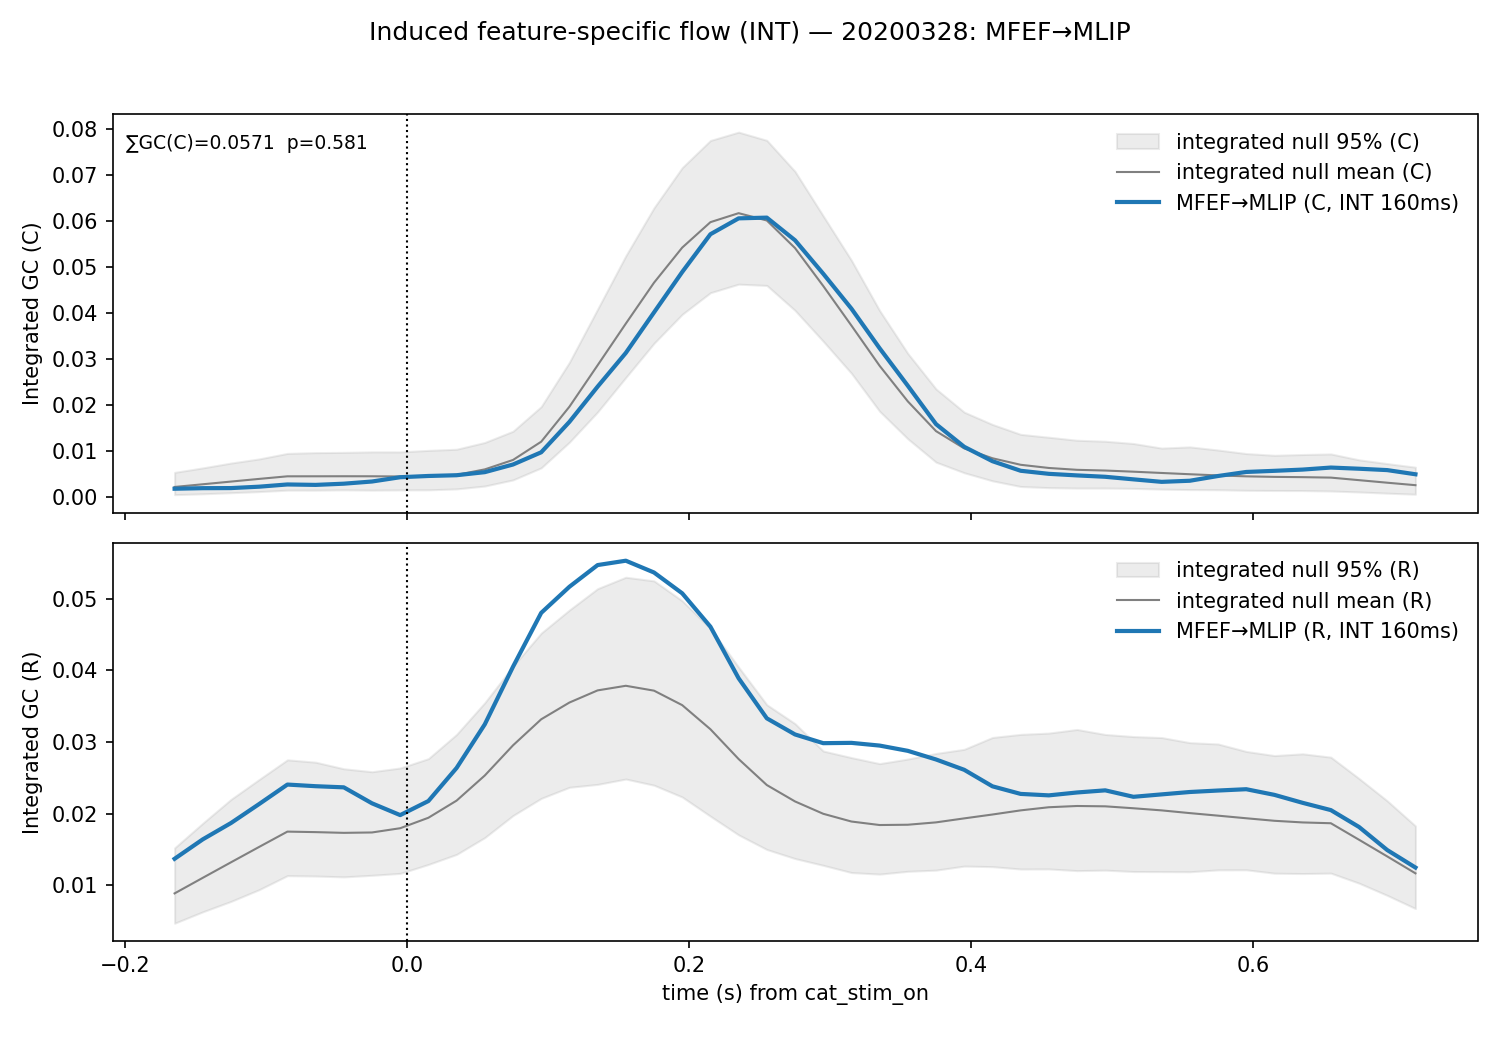 Induced feature-specific flow (INT) — 20200328: MFEF→MLIP
∑GC(C)=0.0571  p=0.581
integrated null 95% (C)
integrated null mean (C)
MFEF→MLIP (C, INT 160ms)
Integrated GC (C)
0.08
0.07
0.06
0.05
0.04
0.03
0.02
0.01
0.00
integrated null 95% (R)
integrated null mean (R)
MFEF→MLIP (R, INT 160ms)
Integrated GC (R)
0.05
0.04
0.03
0.02
0.01
−0.2 0.0 0.2 0.4 0.6
time (s) from cat_stim_on